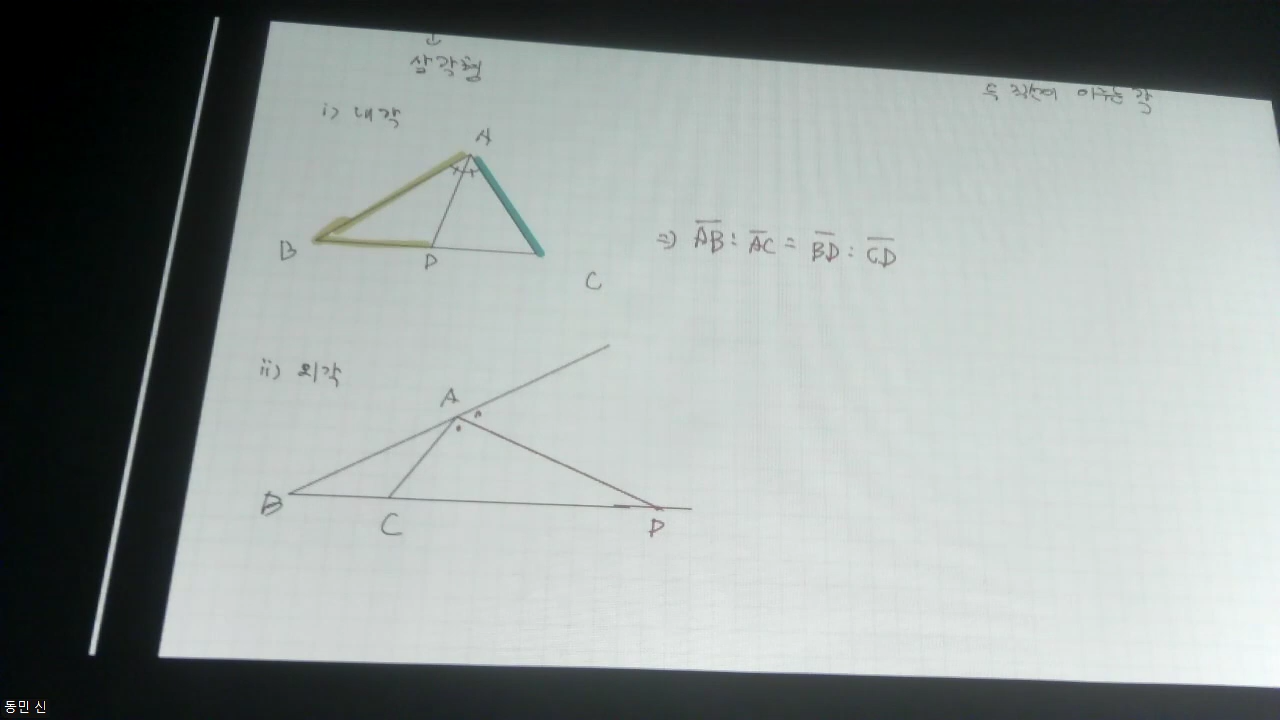 삼각형
두 직선이 이루는 각
i) 내각
A
B
D
C
⇒) AB : AC = BD : CD
ii) 외각
A
B
C
D
동민 신